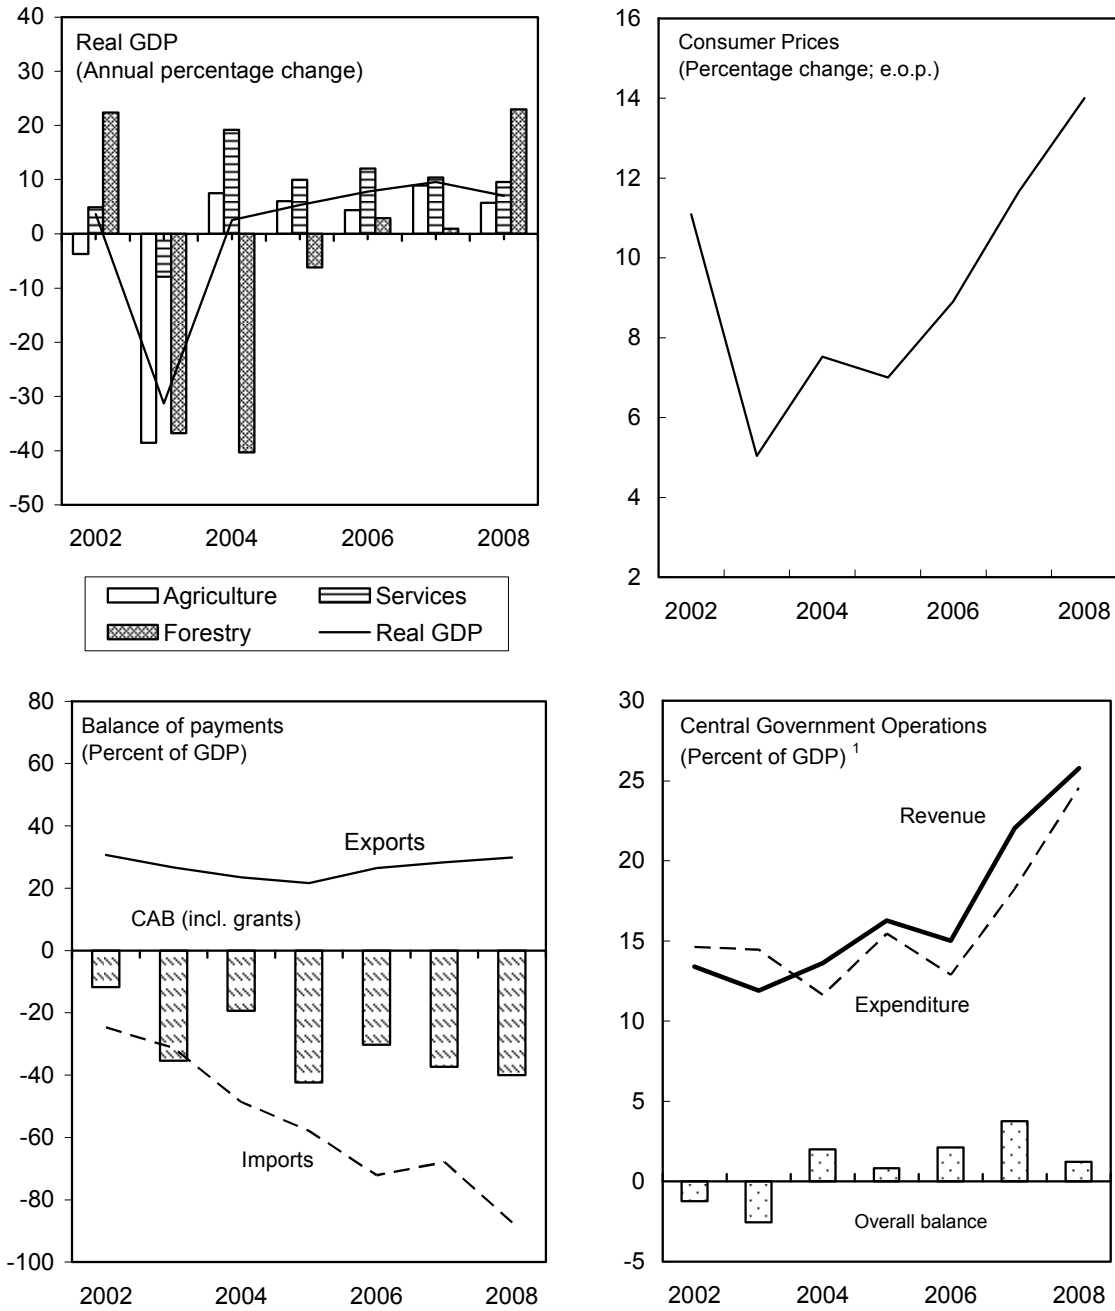 Real GDP
(Annual percentage change)
40
30
20
10
0
-10
-20
-30
-40
-50
2002 2004 2006 2008
Agriculture Services
Forestry Real GDP
Consumer Prices
(Percentage change; e.o.p.)
16
14
12
10
8
6
4
2
2002 2004 2006 2008
Balance of payments
(Percent of GDP)
80
60
40
20
0
-20
-40
-60
-80
-100
Exports
CAB (incl. grants)
Imports
2002 2004 2006 2008
Central Government Operations
(Percent of GDP) 1
30
25
20
15
10
5
0
-5
Revenue
Expenditure
Overall balance
2002 2004 2006 2008